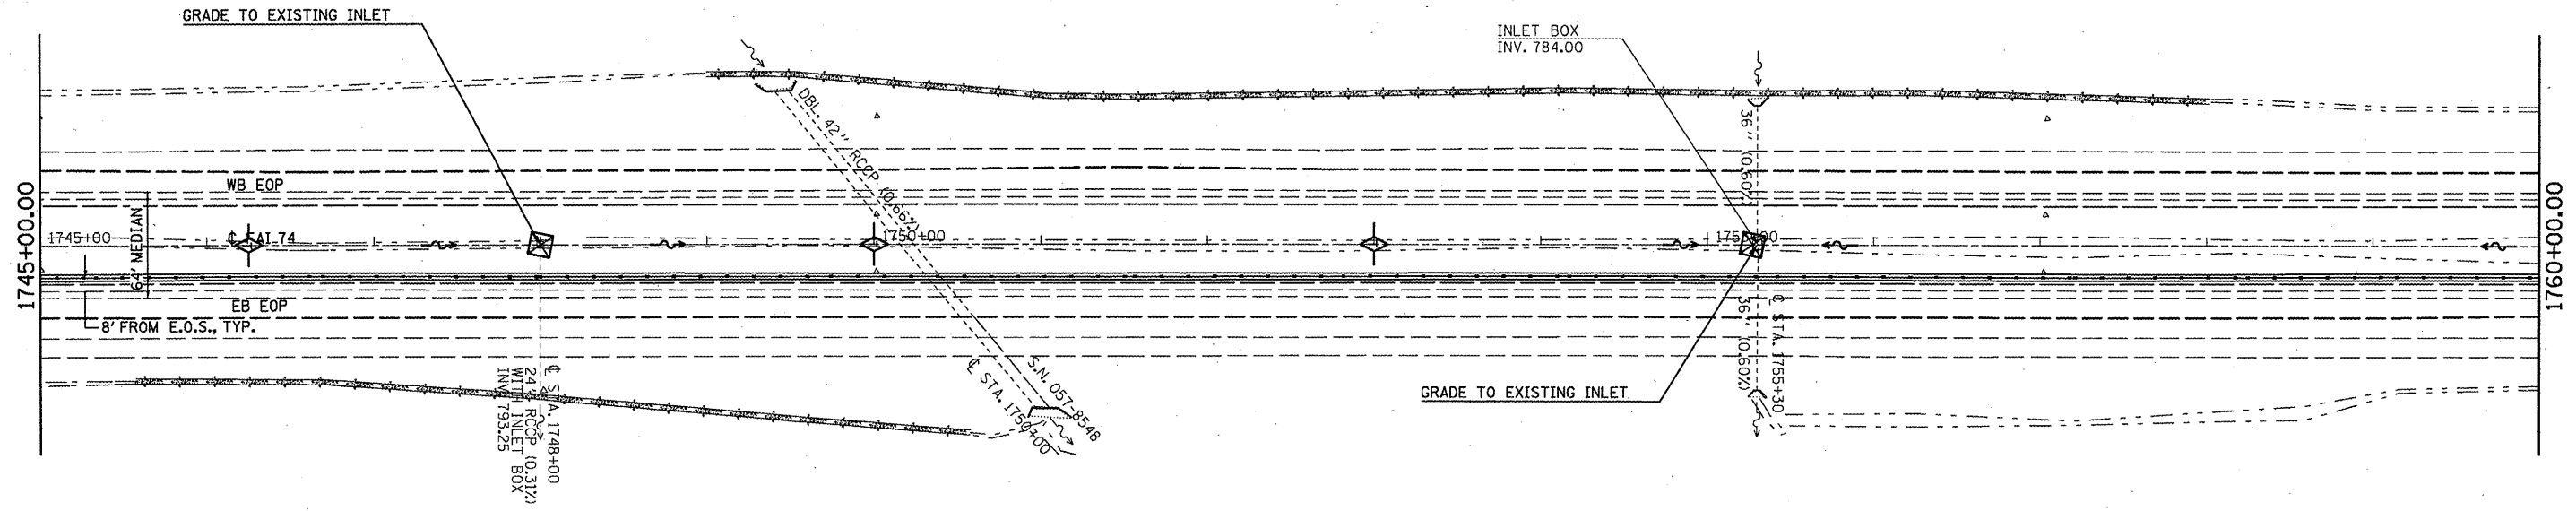 GRADE TO EXISTING INLET
INLET BOX
INV. 784.00
DBL. 42" RCCP (0.66%)
36" (0.60%)
WB EOP
1745+00.00
64' MEDIAN
1745+00
℄ FAI 74
1750+00
1755+00
1760+00.00
EB EOP
8' FROM E.O.S., TYP.
℄ STA. 1748+00
24" RCCP (0.31%)
WITH INLET BOX
INV. 793.25
S.N. 057-8548
℄ STA. 1750+00
36" (0.60%)
℄ STA. 1755+30
GRADE TO EXISTING INLET